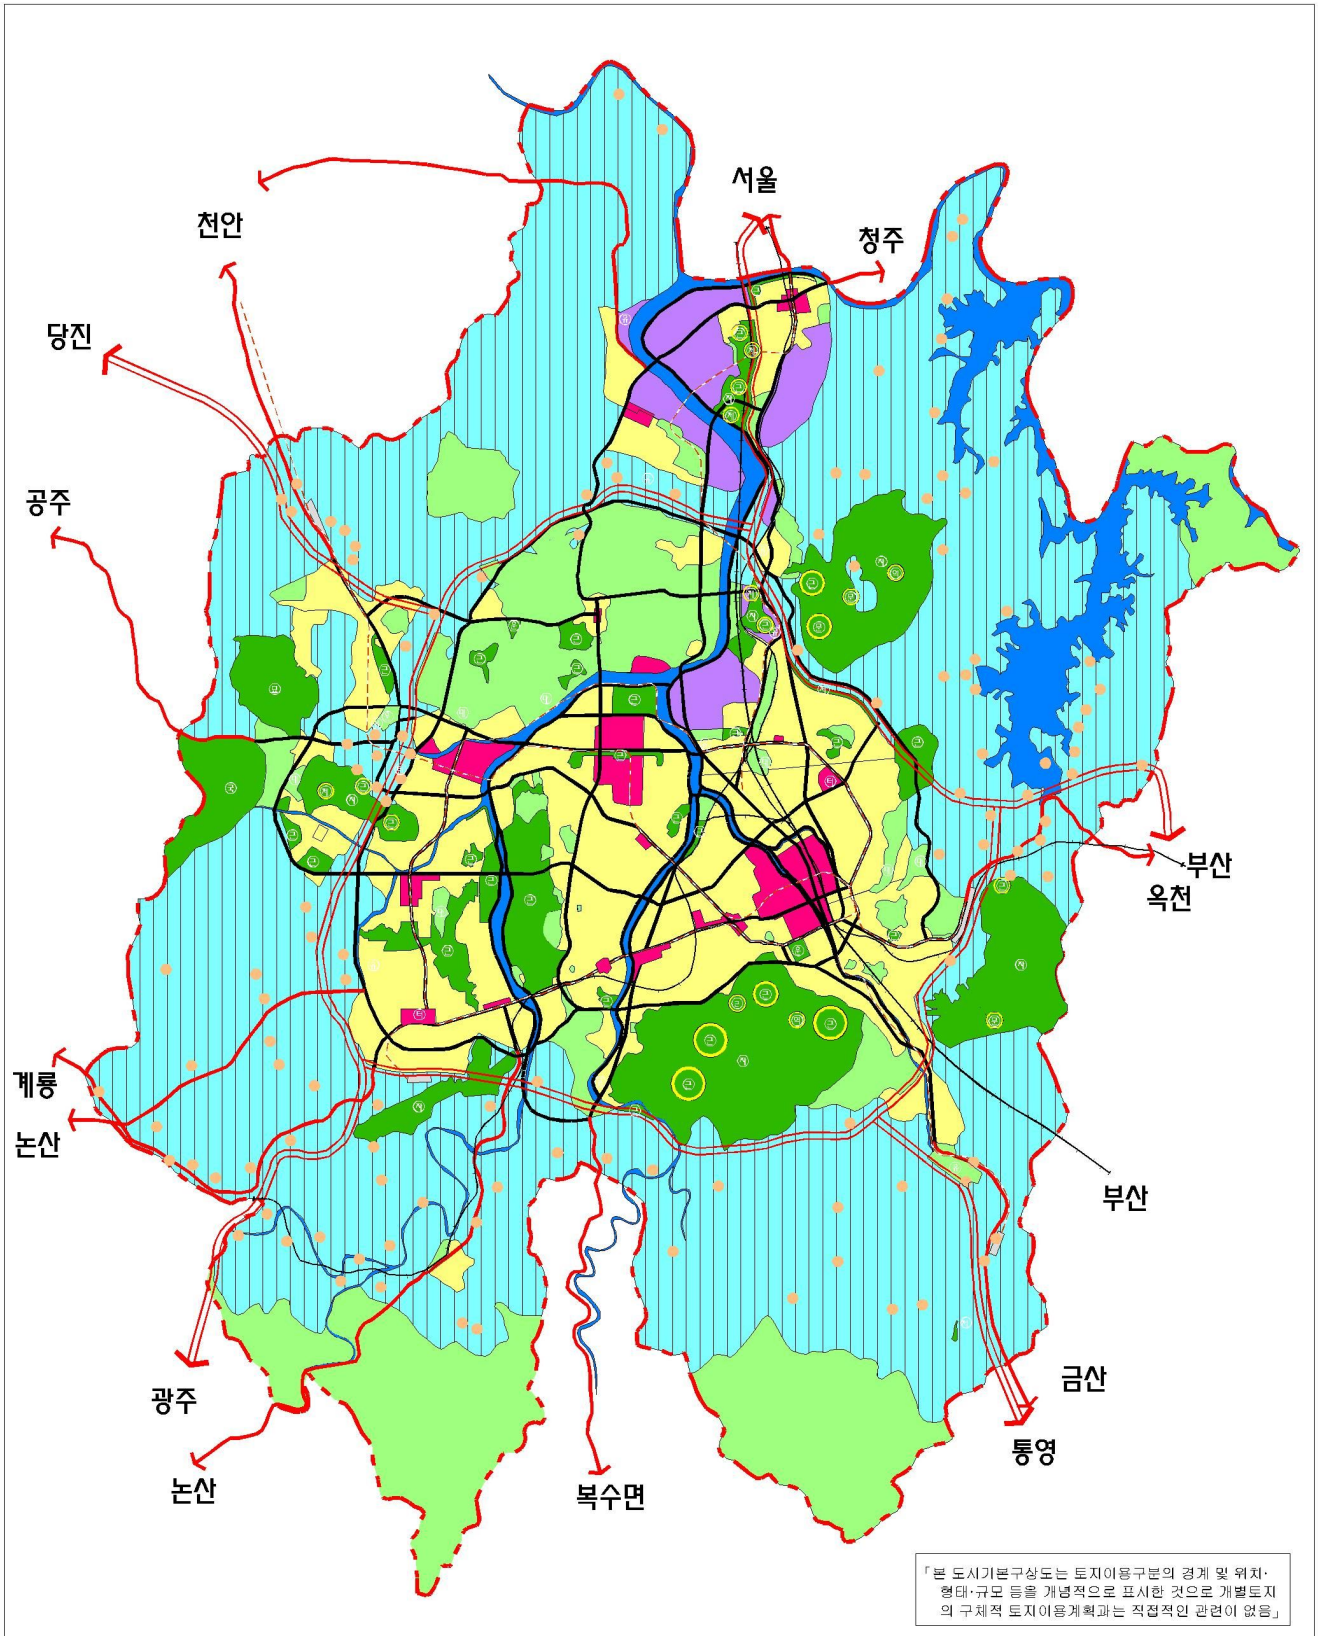 서울
천안
청주
당진
공주
부산
옥천
계룡
논산
부산
금산
광주
통영
논산
복수면
「본 도시기본구상도는 토지이용구분의 경계 및 위치·
형태·규모 등을 개념적으로 표시한 것으로 개별토지
의 구체적 토지이용계획과는 직접적인 관련이 없음」